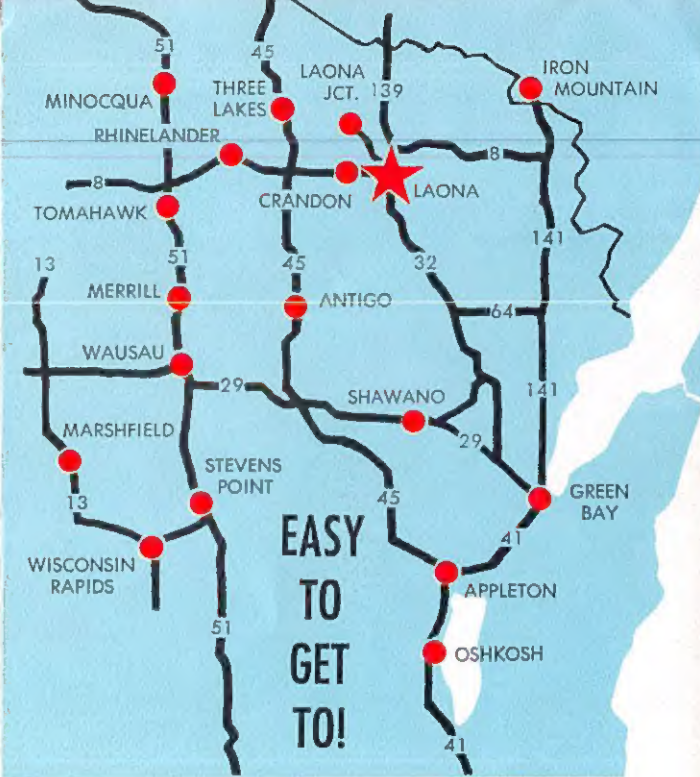 51
45
139
LAONA
JCT.
IRON
MOUNTAIN
MINOCQUA
THREE
LAKES
RHINELANDER
8
8
CRANDON
LAONA
TOMAHAWK
51
141
13
45
32
MERRILL
ANTIGO
64
WAUSAU
29
SHAWANO
141
MARSHFIELD
29
STEVENS
POINT
13
45
GREEN
BAY
EASY
TO
GET
TO!
41
WISCONSIN
RAPIDS
APPLETON
51
OSHKOSH
41